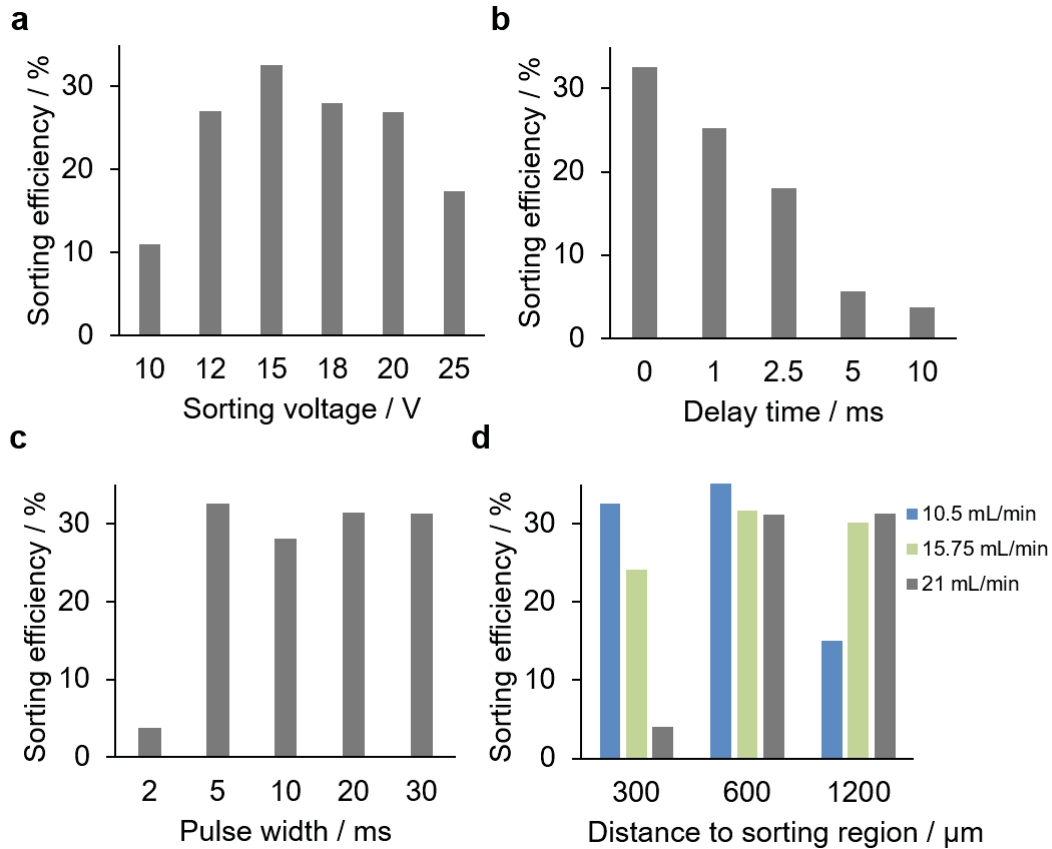 a
Sorting efficiency / %
30
20
10
0
10 12 15 18 20 25
Sorting voltage / V
b
Sorting efficiency / %
30
20
10
0
0 1 2.5 5 10
Delay time / ms
c
Sorting efficiency / %
30
20
10
0
2 5 10 20 30
Pulse width / ms
d
Sorting efficiency / %
30
20
10
0
300 600 1200
Distance to sorting region / µm
10.5 mL/min
15.75 mL/min
21 mL/min